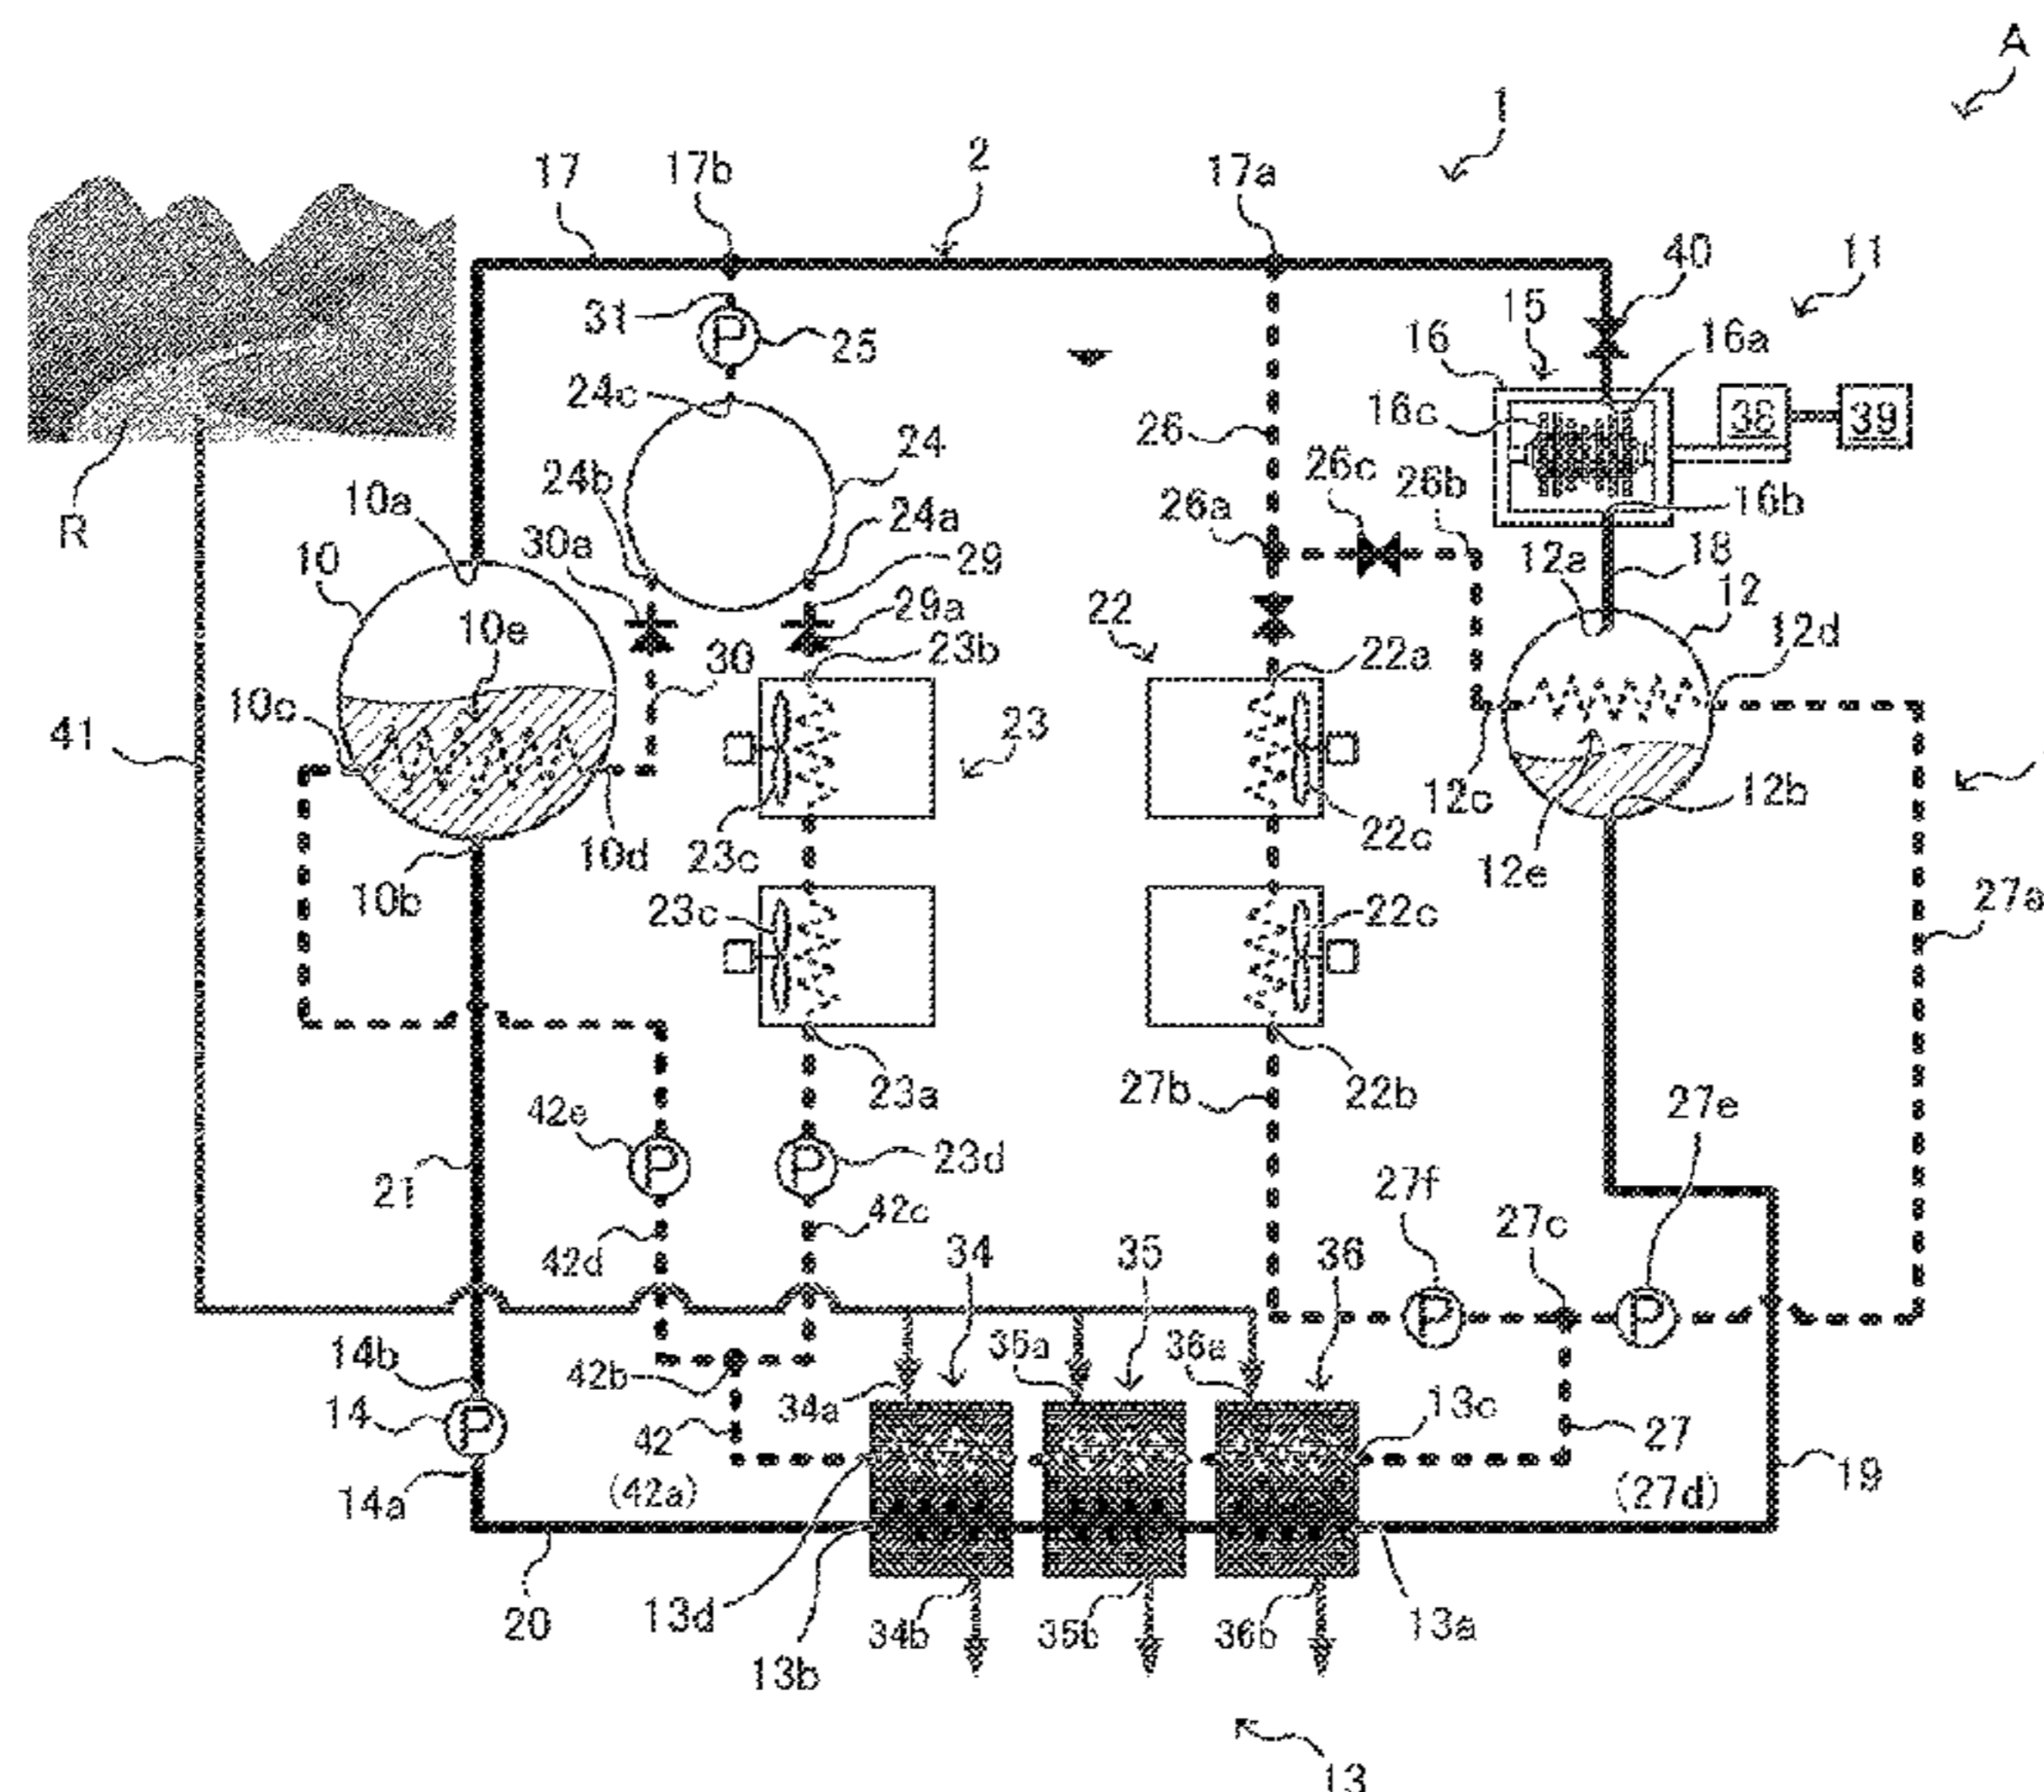 A
1
2
17
17b
17a
40
11
31
25
15
16
16a
24c
16c
38
39
26
24
24b
26c
26b
R
10a
24a
26a
16b
10
30a
29
12a
18
12
10e
29a
22
12d
23b
22a
10c
30
41
23
12c
12b
10d
23c
22c
12e
10b
23c
22c
27a
23a
22b
27b
27e
42e
23d
21
27f
42c
27c
42d
34
35
36
14b
42b
35a
36a
14
34a
13c
42
27
14a
(42a)
(27d)
19
20
13d
34b
35b
36b
13a
13b
13